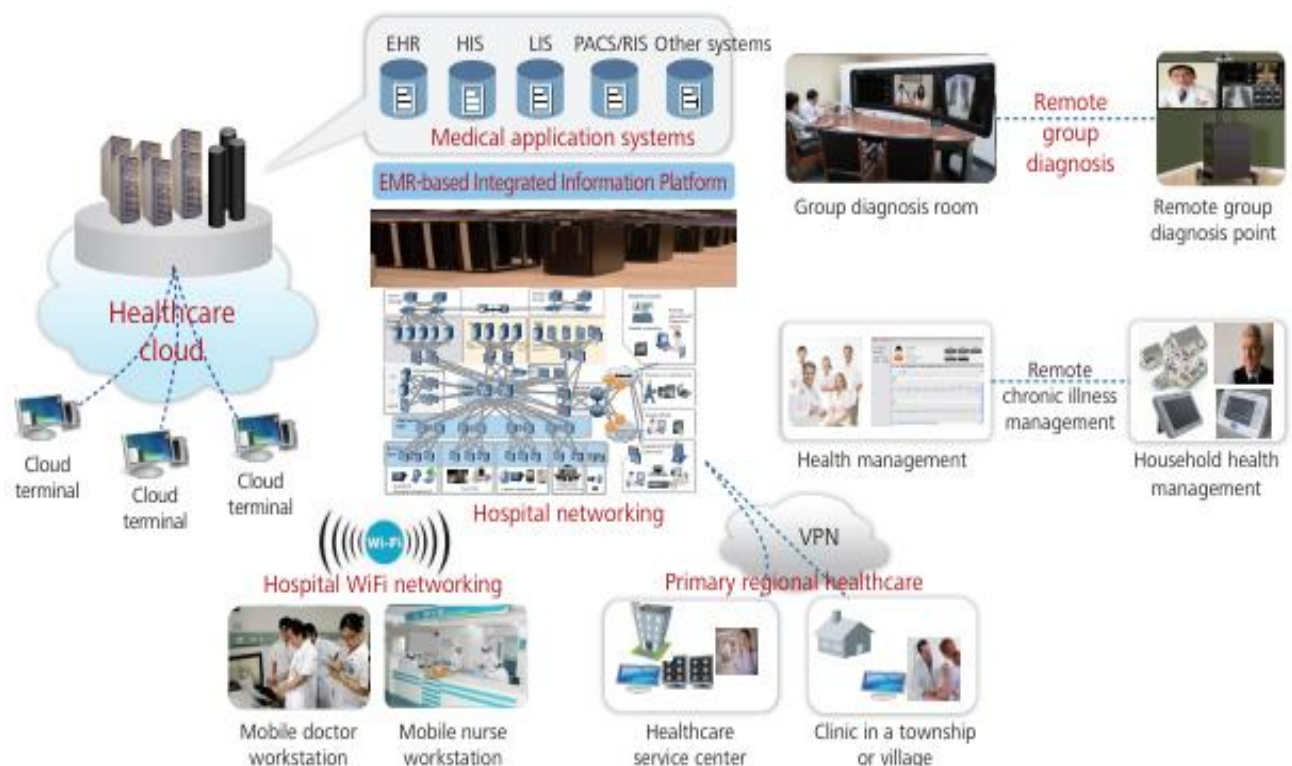 EHR
HIS
LIS
PACS/RIS
Other systems
Medical application systems
EMR-based Integrated Information Platform
Healthcare
cloud
Cloud
terminal
Cloud
terminal
Cloud
terminal
Hospital networking
Wi-Fi
Hospital WiFi networking
Mobile doctor
workstation
Mobile nurse
workstation
VPN
Primary regional healthcare
Healthcare
service center
Clinic in a township
or village
Remote
group
diagnosis
Group diagnosis room
Remote group
diagnosis point
Remote
chronic illness
management
Health management
Household health
management